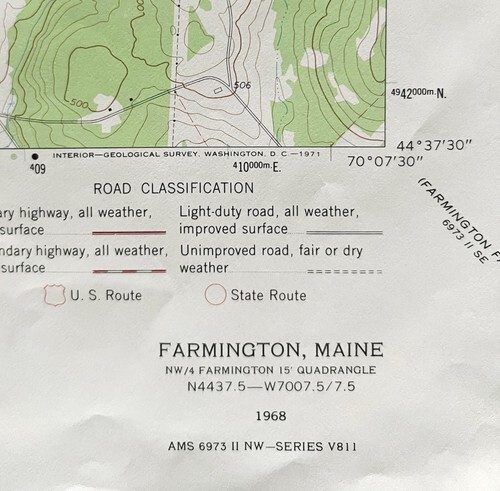 500
506
4942000m.N.
44°37'30"
INTERIOR—GEOLOGICAL SURVEY, WASHINGTON, D. C.—1971
70°07'30"
409
410000m.E.
ROAD CLASSIFICATION
ary highway, all weather,
surface
Light-duty road, all weather,
improved surface
ndary highway, all weather,
surface
Unimproved road, fair or dry
weather
U. S. Route
State Route
(FARMINGTON FA
6973 II SE
FARMINGTON, MAINE
NW/4 FARMINGTON 15' QUADRANGLE
N4437.5—W7007.5/7.5
1968
AMS 6973 II NW—SERIES V811